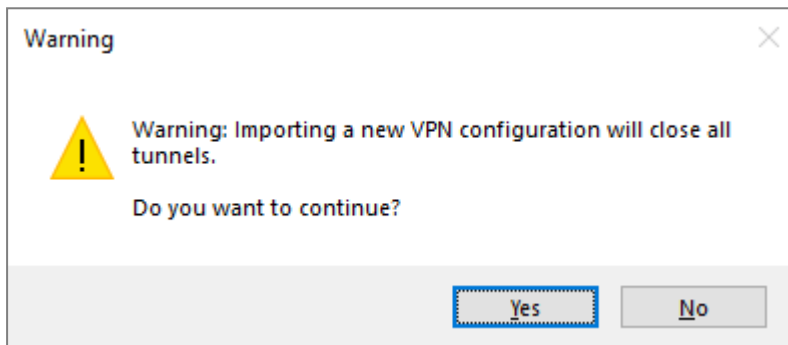 Warning
Warning: Importing a new VPN configuration will close all
tunnels.
Do you want to continue?
Yes
No